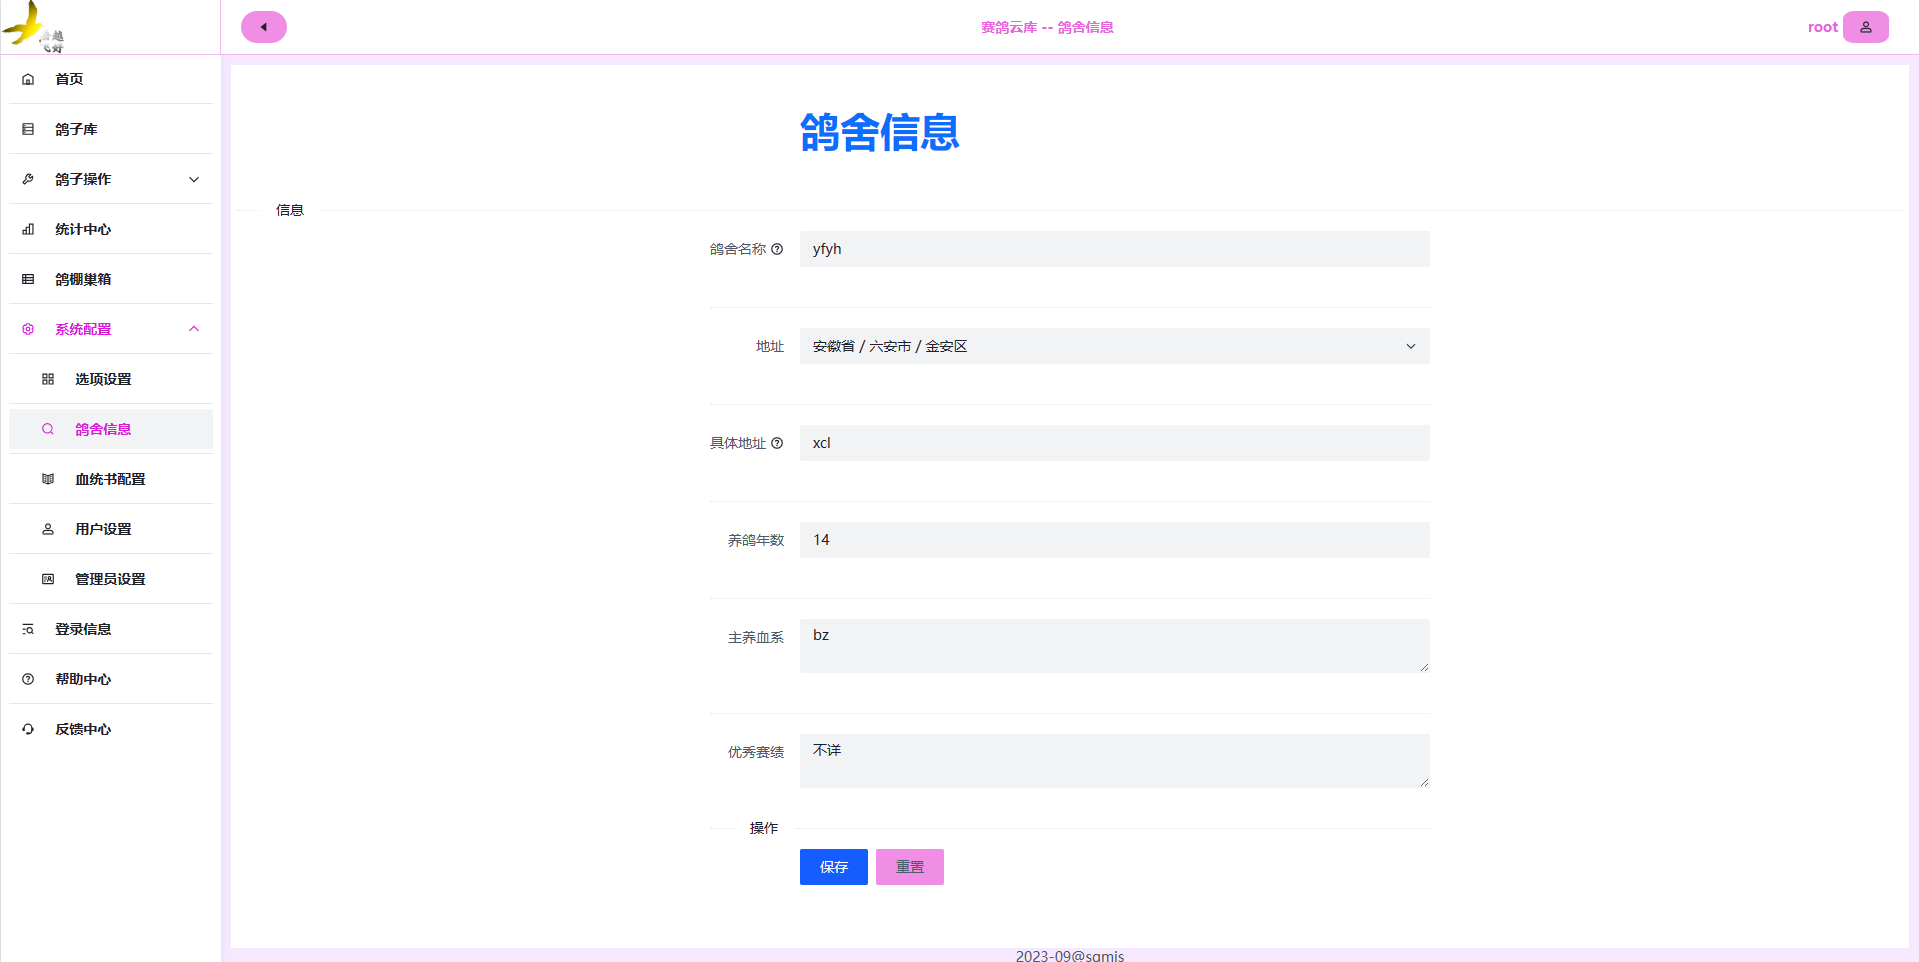 越
飞 好
赛鸽云库 -- 鸽舍信息
root
首页
鸽子库
鸽子操作
统计中心
鸽棚巢箱
系统配置
选项设置
鸽舍信息
血统书配置
用户设置
管理员设置
登录信息
帮助中心
反馈中心
鸽舍信息
信息
鸽舍名称 yfyh
地址 安徽省 / 六安市 / 金安区
具体地址 xcl
养鸽年数 14
主养血系 bz
优秀赛绩 不详
操作
保存 重置
2023-09@sqmis